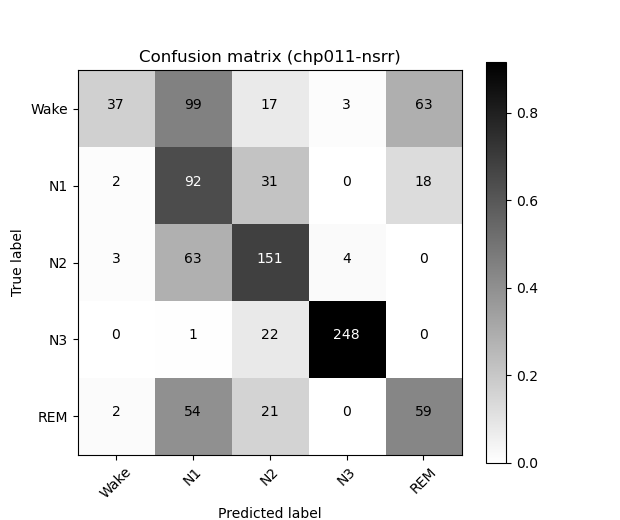 Confusion matrix (chp011-nsrr)
Wake 37 99 17 3 63
N1 2 92 31 0 18
N2 3 63 151 4 0
N3 0 1 22 248 0
REM 2 54 21 0 59
True label
Wake N1 N2 N3 REM
Predicted label
0.8
0.6
0.4
0.2
0.0